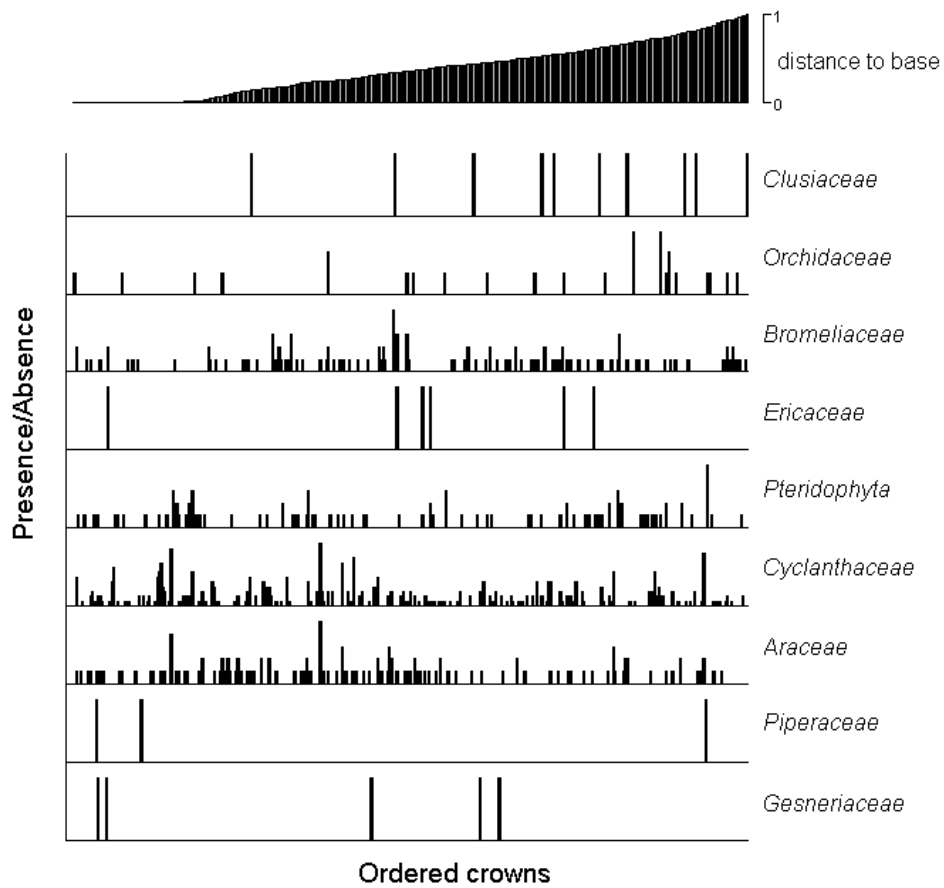 1
distance to base
0
Clusiaceae
Orchidaceae
Bromeliaceae
Ericaceae
Pteridophyta
Cyclanthaceae
Araceae
Piperaceae
Gesneriaceae
Presence/Absence
Ordered crowns